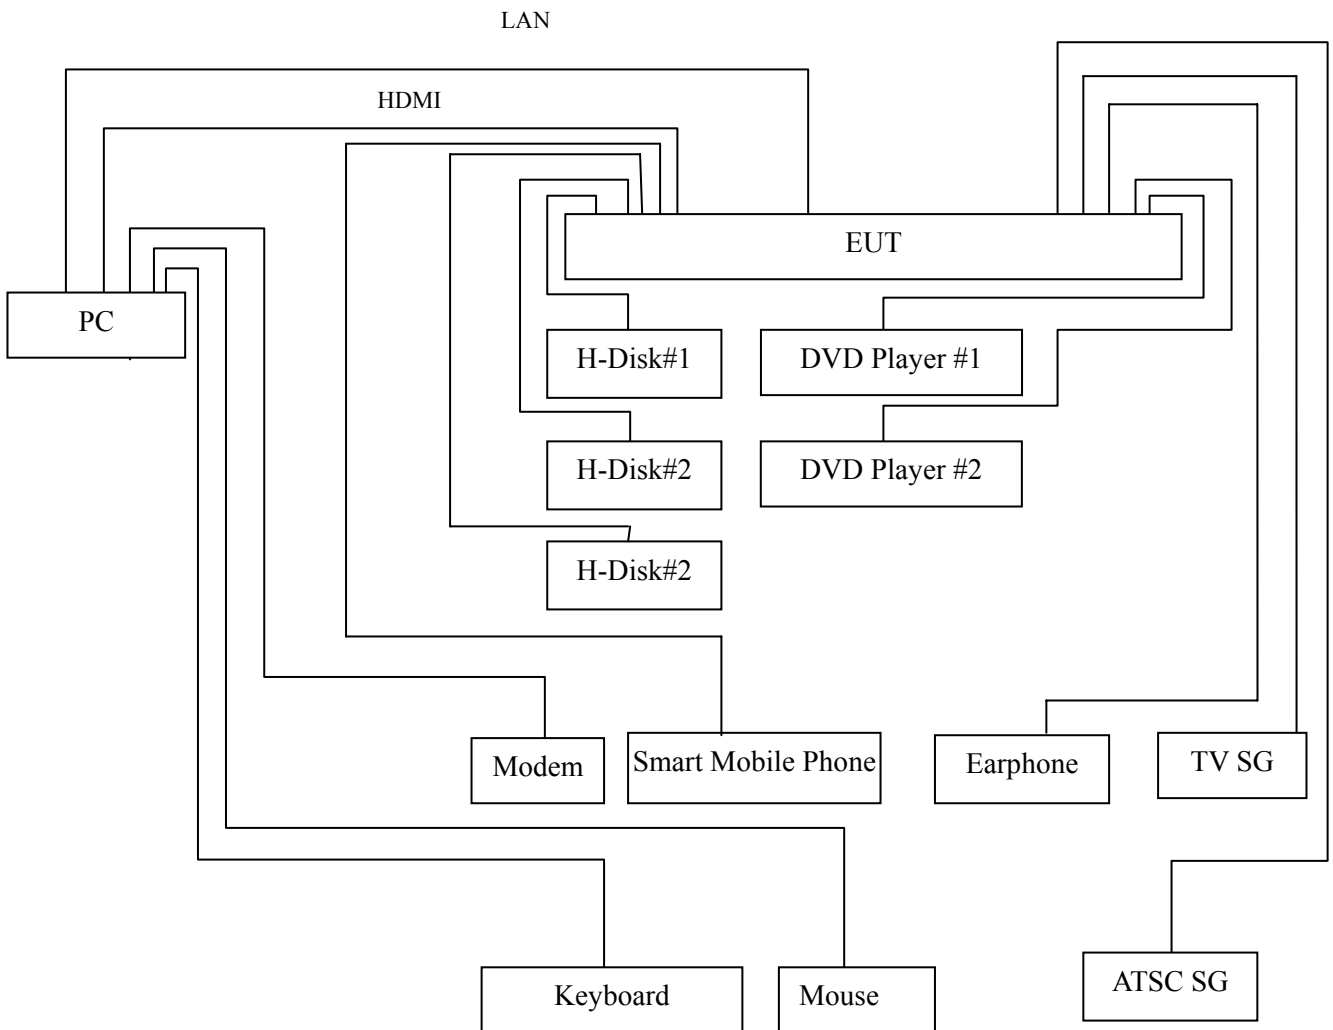 LAN
HDMI
EUT
PC
H-Disk#1
DVD Player #1
H-Disk#2
DVD Player #2
H-Disk#2
Modem
Smart Mobile Phone
Earphone
TV SG
Keyboard
Mouse
ATSC SG